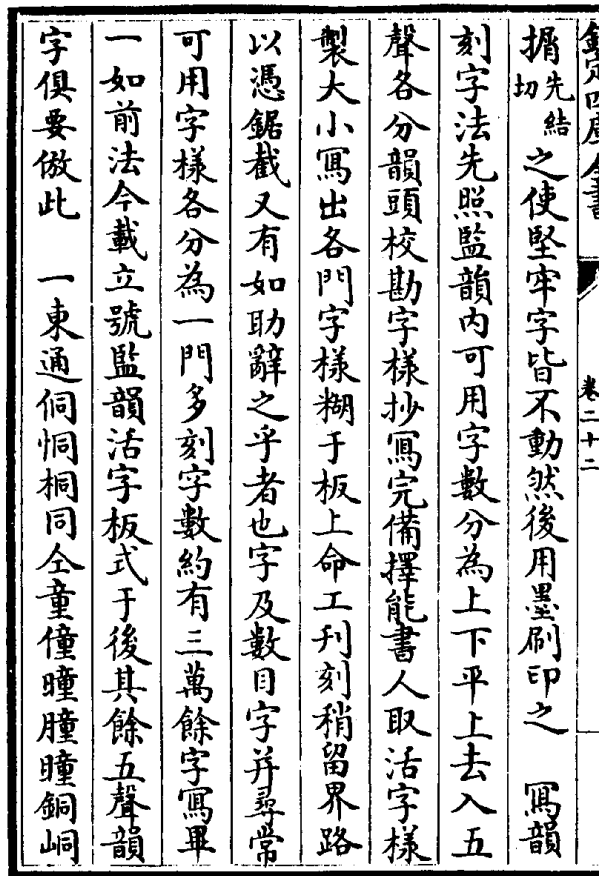 欽定四庫全書
卷二十二
揟先結切之使堅牢字皆不動然後用墨刷印之　寫韻
刻字法先照監韻内可用字數分為上下平上去入五
聲各分韻頭校勘字様抄寫完備擇能書人取活字様
製大小寫出各門字様糊于板上命工刋刻稍留界路
以憑鋸截又有如助辭之乎者也字及數目字并尋常
可用字様各分為一門多刻字數約有三萬餘字寫畢
一如前法今載立號監韻活字板式于後其餘五聲韻
字俱要倣此　一東通侗恫桐同仝童僮曈朣瞳銅峒